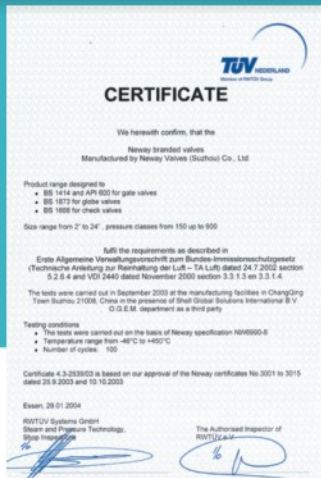 TÜV NEDERLAND
Member of RWTÜV Group
CERTIFICATE
We herewith confirm, that the
Neway branded valves
Manufactured by Neway Valves (Suzhou) Co., Ltd.
Product range designed to
• BS 1414 and API 600 for gate valves
• BS 1873 for globe valves
• BS 1868 for check valves
Size range from 2" to 24", pressure classes from 150 up to 600
fulfil the requirements as described in
Erste Allgemeine Verwaltungsvorschrift zum Bundes-Immissionsschutzgesetz
(Technische Anleitung zur Reinhaltung der Luft – TA Luft) dated 24.7.2002 section
5.2.6.4 and VDI 2440 dated November 2000 section 3.3.1.3 en 3.3.1.4.
The tests were carried out in September 2003 at the manufacturing facilities in ChangQing
Town Suzhou 21008, China in the presence of Shell Global Solutions International B.V.
O.G.E.M. department as a third party
Testing conditions
• The tests were carried out on the basis of Neway specification NW6990-6
• Temperature range from -46°C to +450°C
• Number of cycles: 100
Certificate 4.3-2539/03 is based on our approval of the Neway certificates No.3001 to 3015
dated 25.9.2003 and 10.10.2003
Essen, 28.01.2004
RWTÜV Systems GmbH
Steam and Pressure Technology,
Shop Inspections
The Authorised Inspector of
RWTÜV e.V.